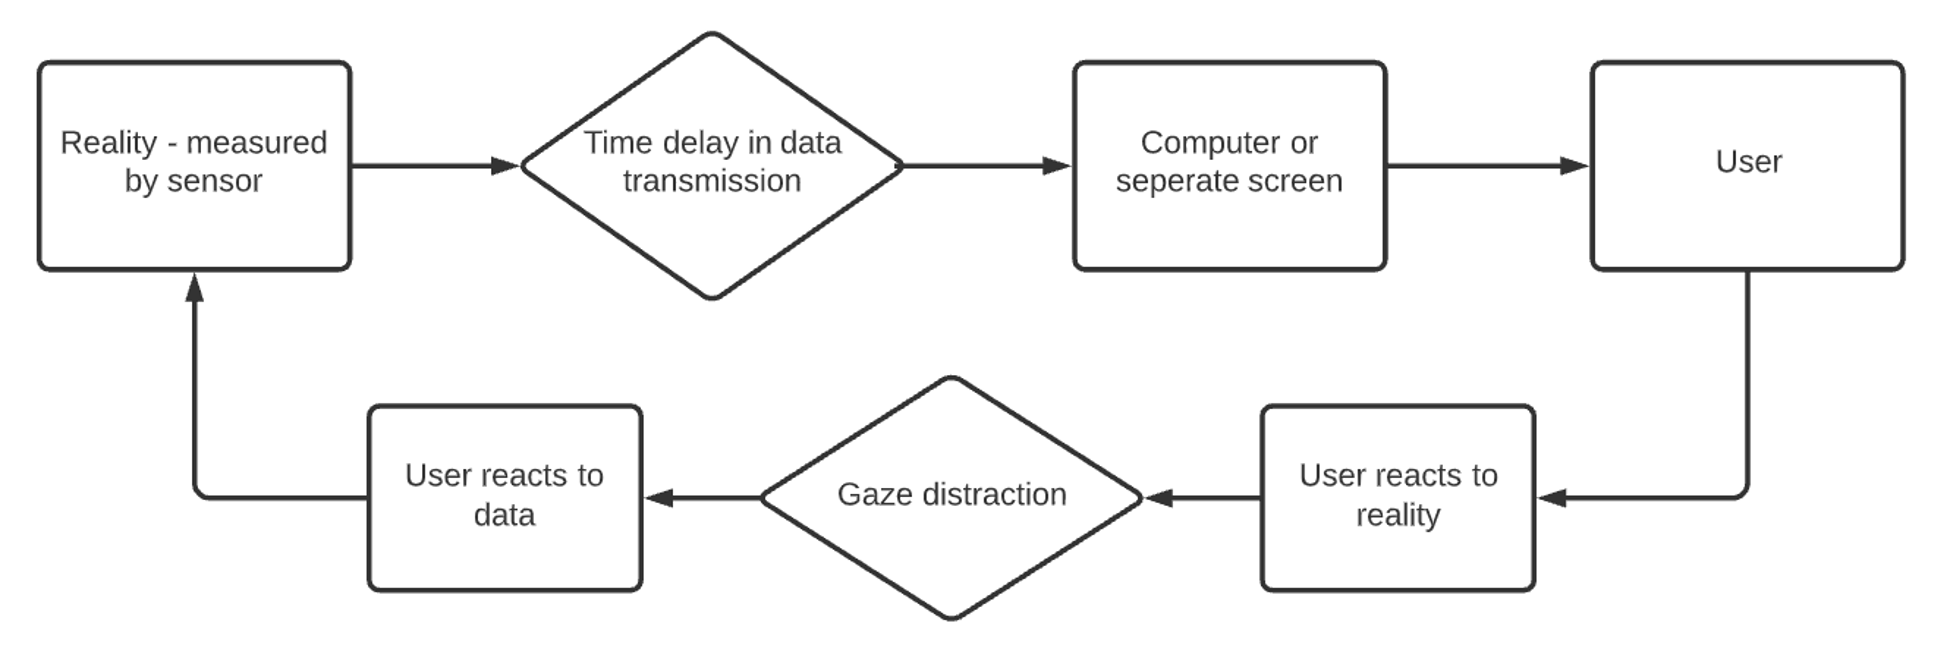 Reality - measured
by sensor
Time delay in data
transmission
Computer or
seperate screen
User
User reacts to
data
Gaze distraction
User reacts to
reality